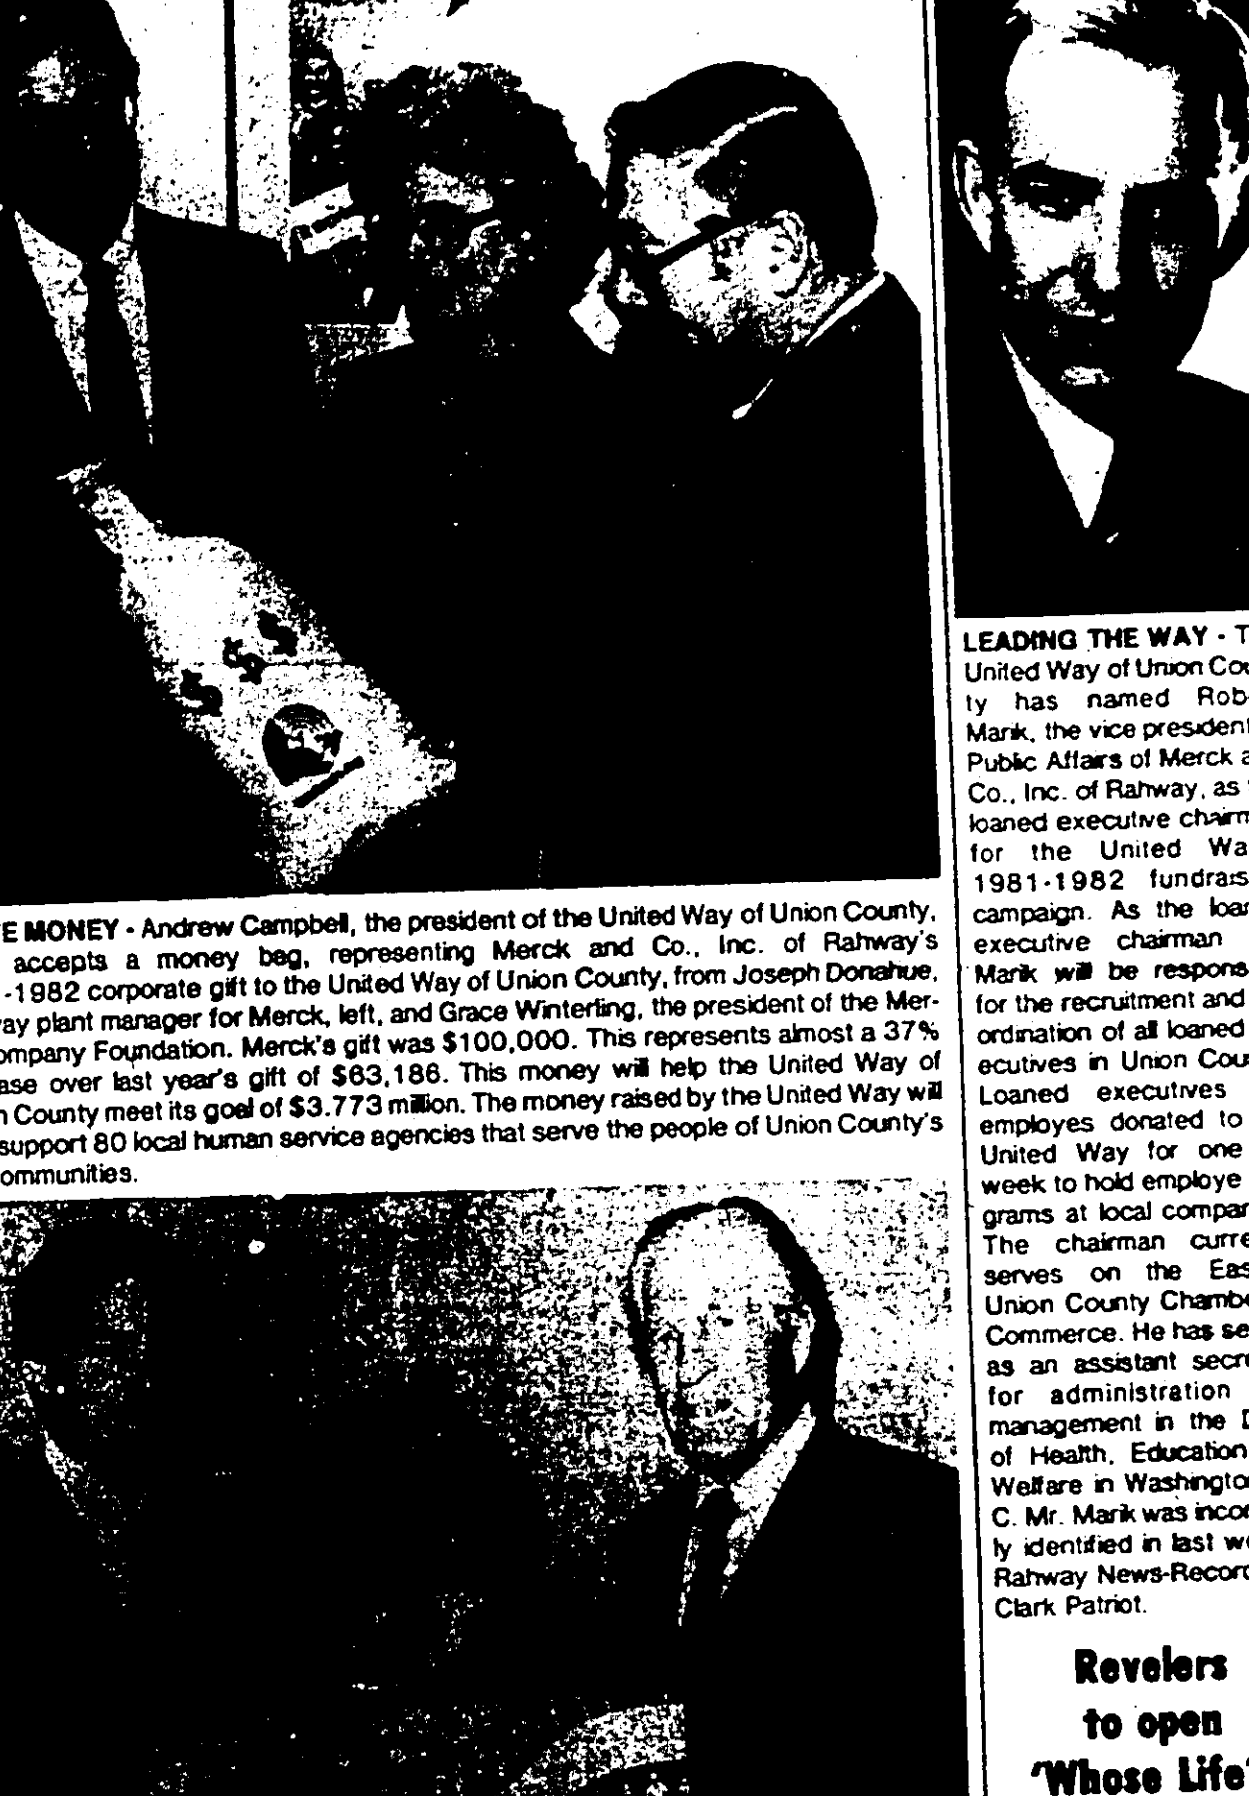 $$$
E MONEY - Andrew Campbell, the president of the United Way of Union County,
accepts a money bag, representing Merck and Co., Inc. of Rahway's
-1982 corporate gift to the United Way of Union County, from Joseph Donahue,
ay plant manager for Merck, left, and Grace Winterling, the president of the Mer-
ompany Foundation. Merck's gift was $100,000. This represents almost a 37%
ase over last year's gift of $63,186. This money will help the United Way of
n County meet its goal of $3.773 million. The money raised by the United Way will
support 80 local human service agencies that serve the people of Union County's
ommunities.
LEADING THE WAY - T
United Way of Union Cou
ty has named Rob-
Marik, the vice president
Public Affairs of Merck a
Co., Inc. of Rahway, as
loaned executive chairm
for the United Wa
1981-1982 fundrais
campaign. As the loan
executive chairman
Marik will be respons
for the recruitment and
ordination of all loaned
ecutives in Union Cou
Loaned executives
employes donated to
United Way for one
week to hold employe
grams at local compan
The chairman curre
serves on the Eas
Union County Chambe
Commerce. He has se
as an assistant secre
for administration
management in the D
of Health, Education
Welfare in Washington
C. Mr. Marik was incor
ly identified in last we
Rahway News-Record
Clark Patriot.
Revelers
to open
'Whose Life'